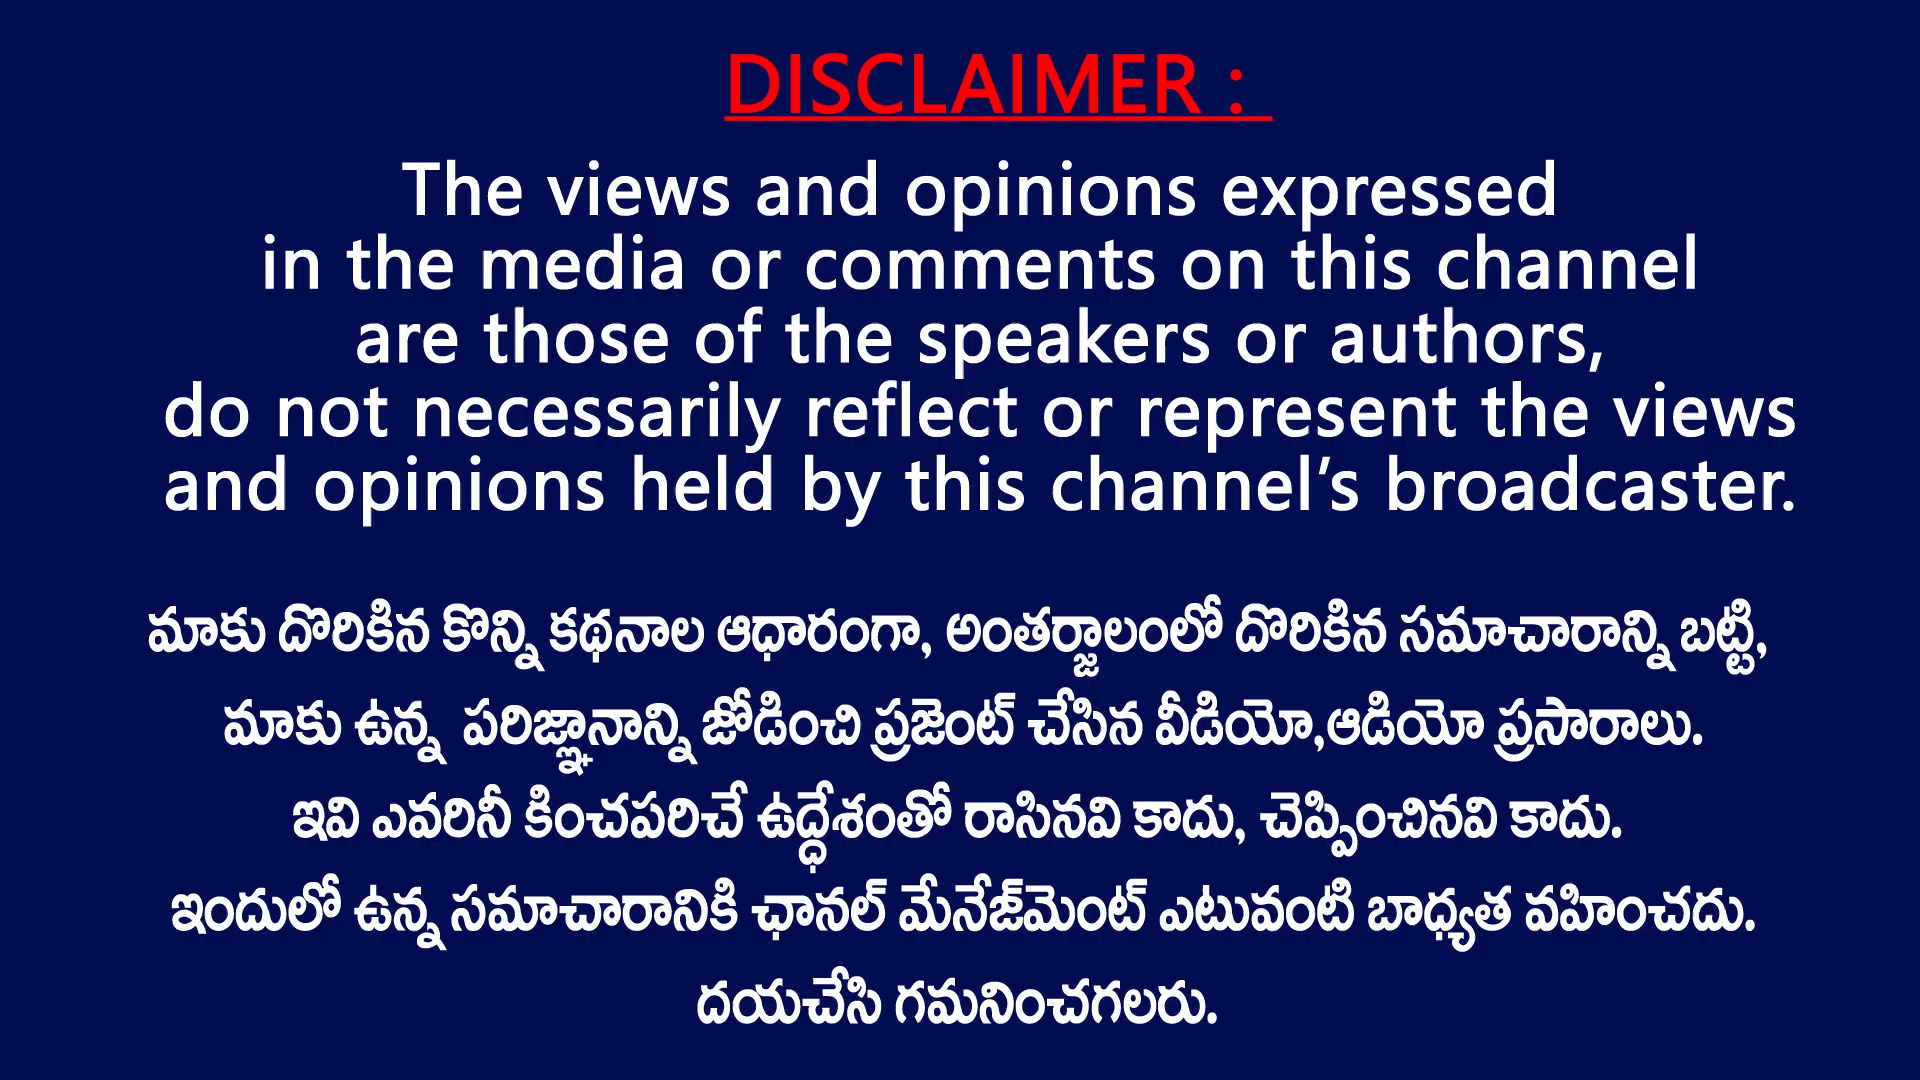 DISCLAIMER :
The views and opinions expressed
in the media or comments on this channel
are those of the speakers or authors,
do not necessarily reflect or represent the views
and opinions held by this channel’s broadcaster.
మాకు దొరికిన కొన్ని కథనాల ఆధారంగా, అంతర్జాలంలో దొరికిన సమాచారాన్ని బట్టి,
మాకు ఉన్న పరిజ్ఞానాన్ని జోడించి ప్రజెంట్ చేసిన వీడియో,ఆడియో ప్రసారాలు.
ఇవి ఎవరినీ కించపరిచే ఉద్ధేశంతో రాసినవి కాదు, చెప్పించినవి కాదు.
ఇందులో ఉన్న సమాచారానికి ఛానల్ మేనేజ్‌మెంట్ ఎటువంటి బాధ్యత వహించదు.
దయచేసి గమనించగలరు.